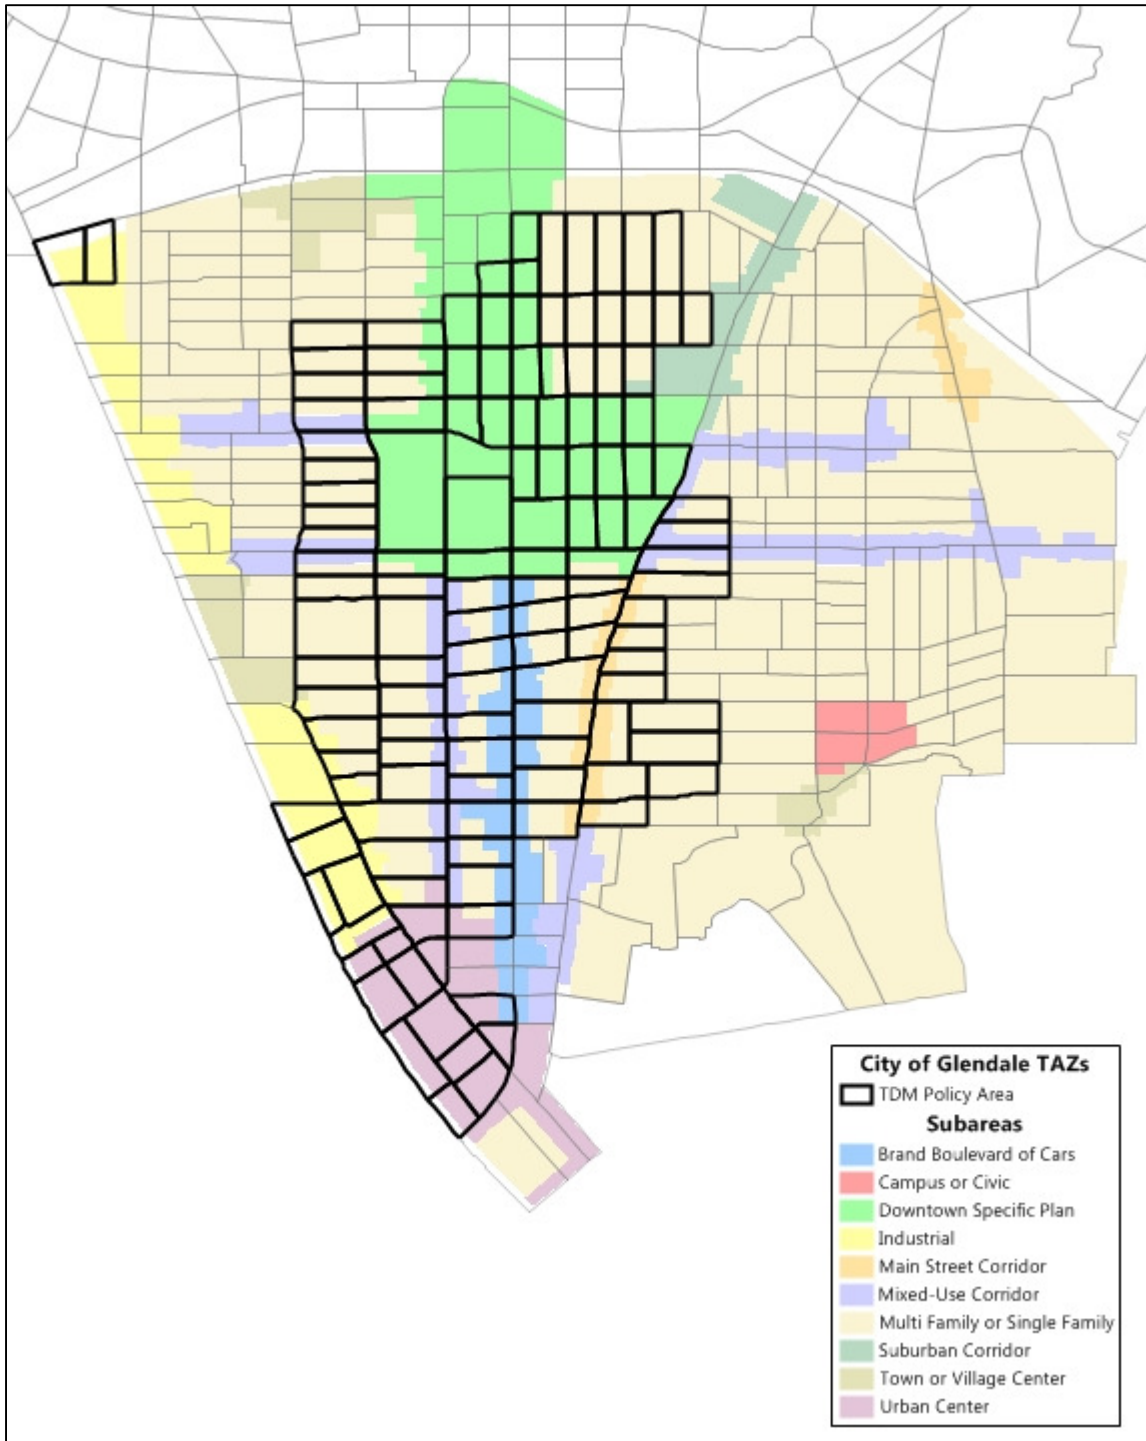 City of Glendale TAZs
TDM Policy Area
Subareas
Brand Boulevard of Cars
Campus or Civic
Downtown Specific Plan
Industrial
Main Street Corridor
Mixed-Use Corridor
Multi Family or Single Family
Suburban Corridor
Town or Village Center
Urban Center